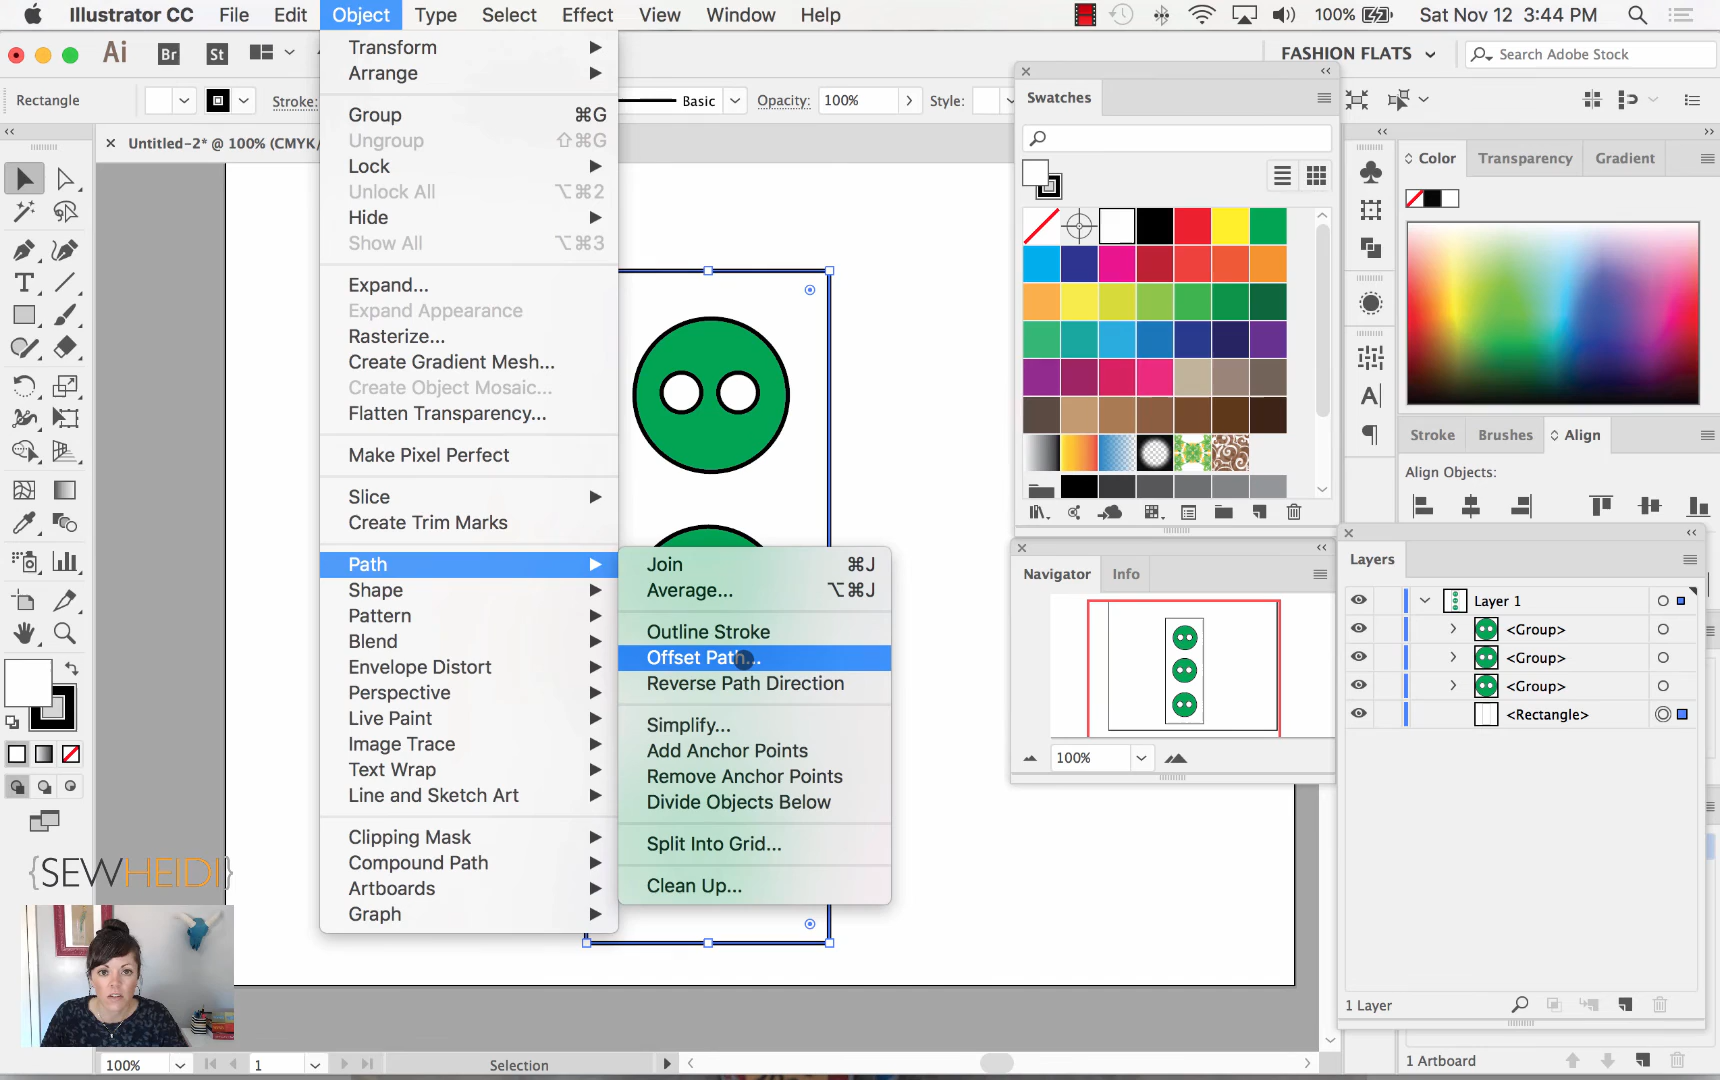 Illustrator CC File Edit Object Type Select Effect View Window Help 100% Sat Nov 12 3:44 PM
Ai Br St FASHION FLATS Search Adobe Stock
Rectangle Stroke: Basic Opacity: 100% Style:
Untitled-2* @ 100% (CMYK/
Transform
Arrange
Group ⌘G
Ungroup ⇧⌘G
Lock
Unlock All ⌥⌘2
Hide
Show All ⌥⌘3
Expand...
Expand Appearance
Rasterize...
Create Gradient Mesh...
Create Object Mosaic...
Flatten Transparency...
Make Pixel Perfect
Slice
Create Trim Marks
Path
Shape
Pattern
Blend
Envelope Distort
Perspective
Live Paint
Image Trace
Text Wrap
Line and Sketch Art
Clipping Mask
Compound Path
Artboards
Graph
Join ⌘J
Average... ⌥⌘J
Outline Stroke
Offset Path...
Reverse Path Direction
Simplify...
Add Anchor Points
Remove Anchor Points
Divide Objects Below
Split Into Grid...
Clean Up...
Swatches
Color Transparency Gradient
Stroke Brushes Align
Align Objects:
Navigator Info
100%
Layers
Layer 1
<Group>
<Group>
<Group>
<Rectangle>
1 Layer
1 Artboard
{SEWHEIDI}
100% 1 Selection